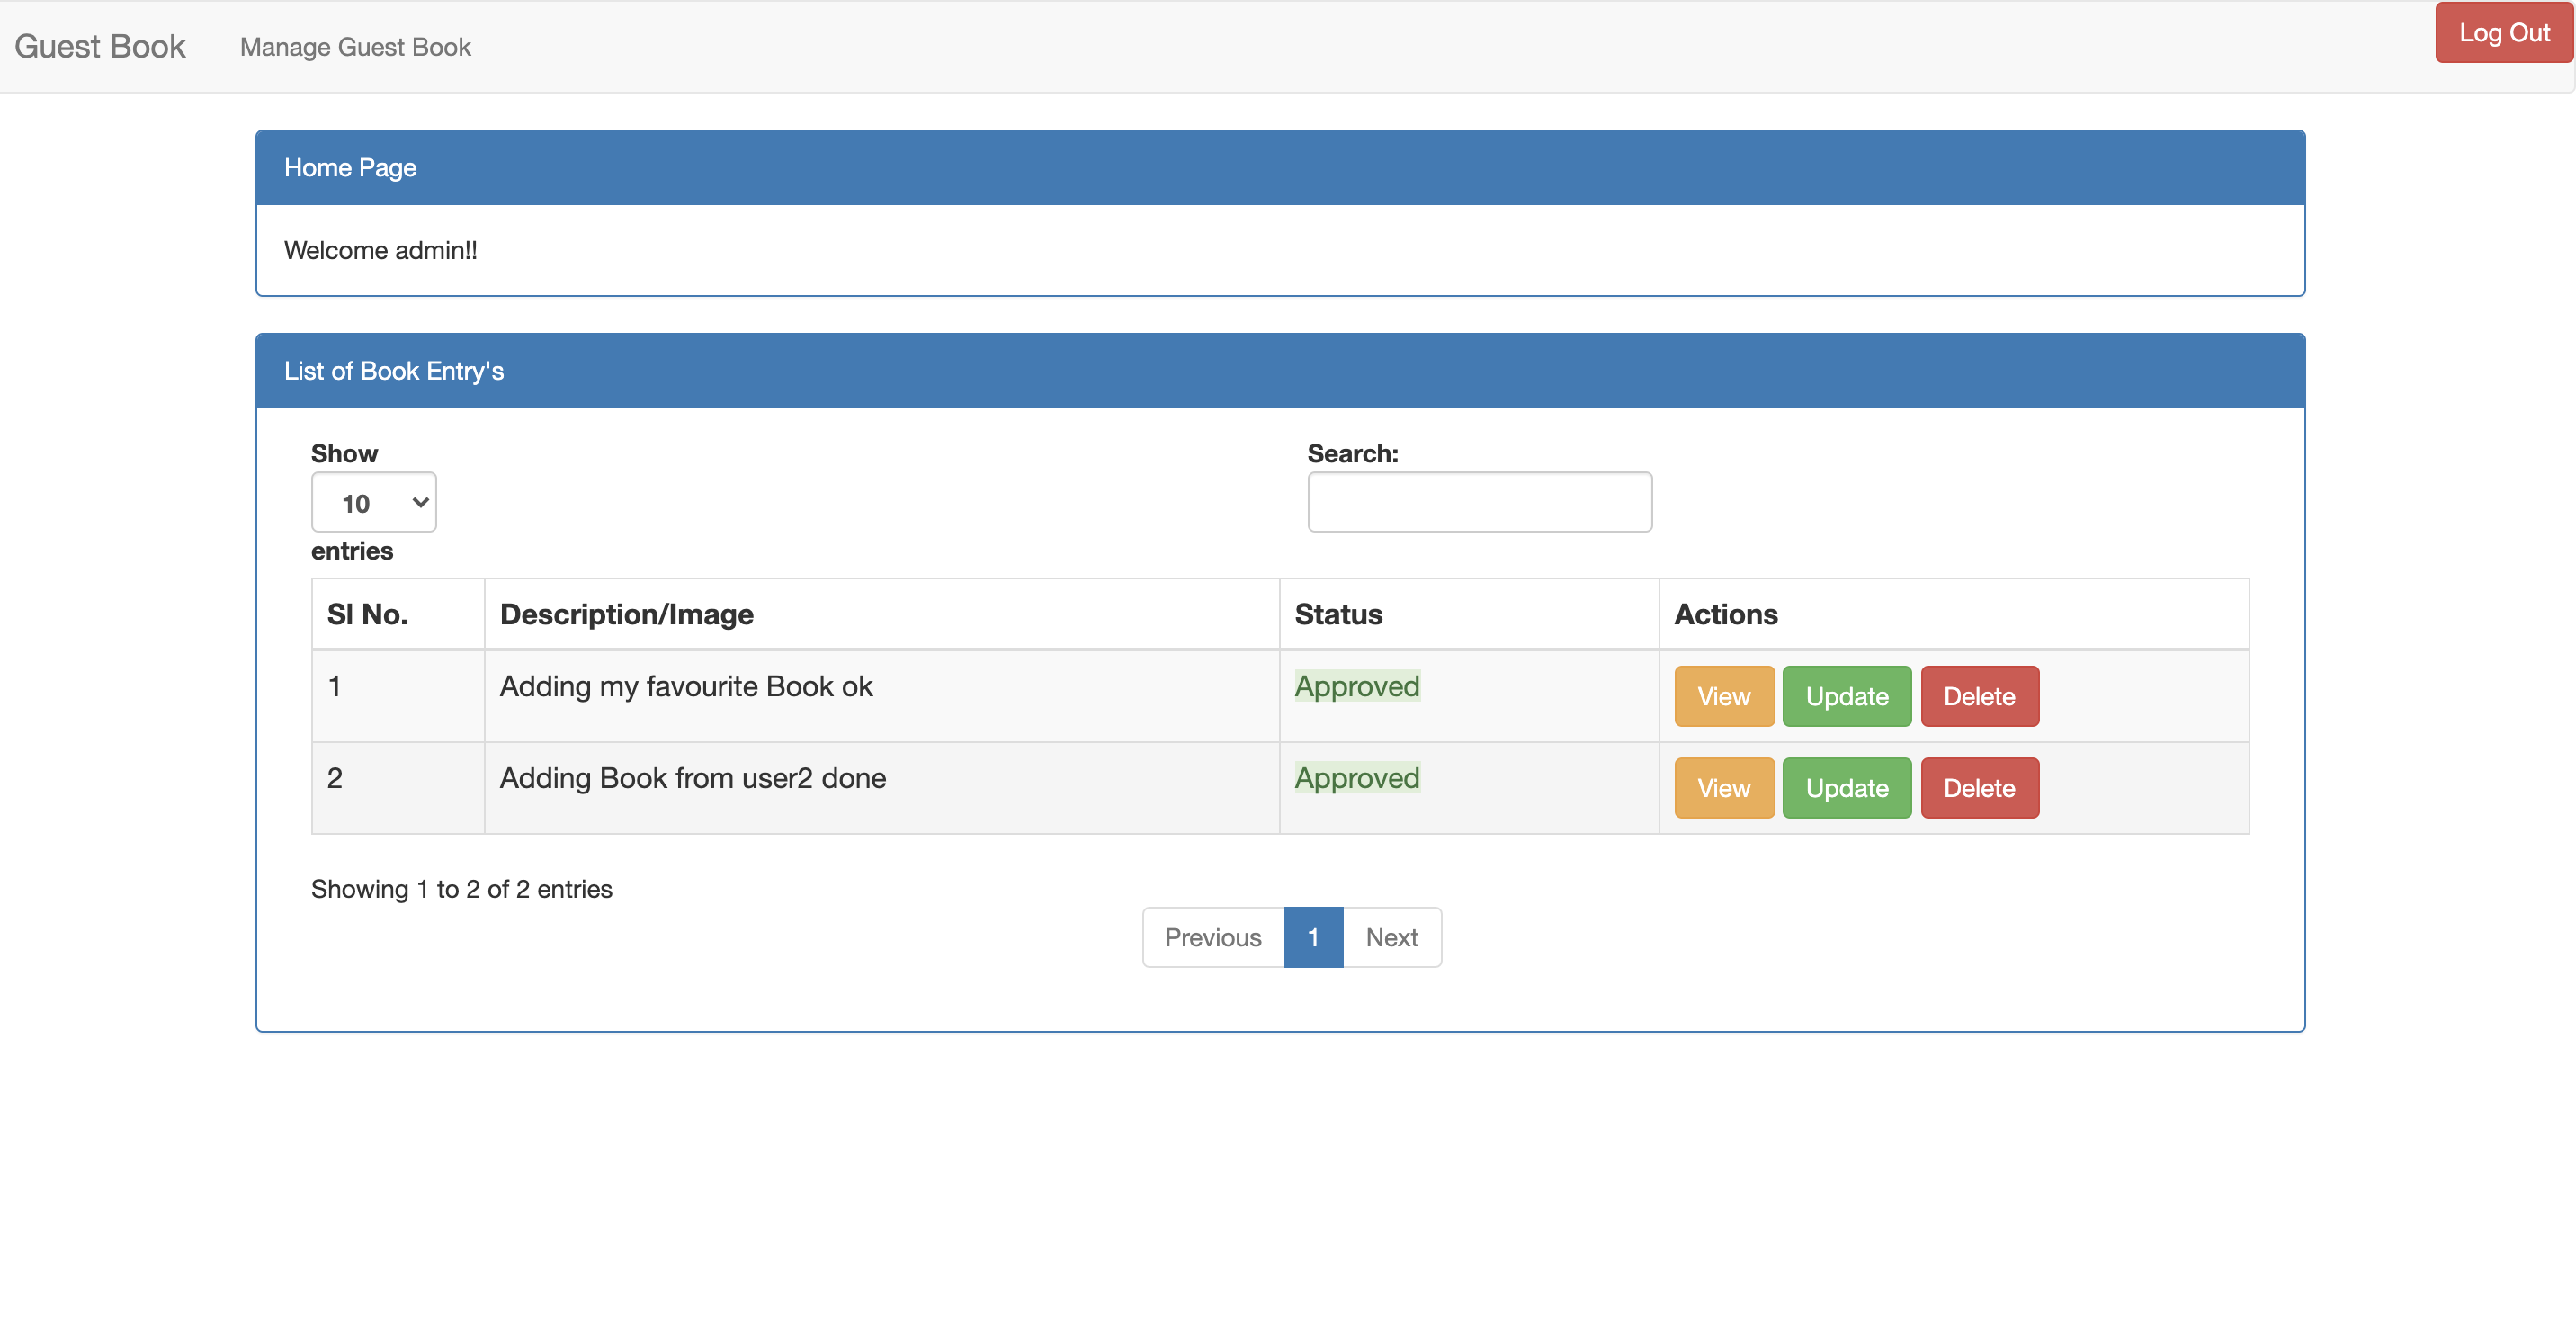 Guest Book Manage Guest Book Log Out
Home Page
Welcome admin!!
List of Book Entry's
Show Search:
10
entries
Sl No. Description/Image Status Actions
1 Adding my favourite Book ok Approved View Update Delete
2 Adding Book from user2 done Approved View Update Delete
Showing 1 to 2 of 2 entries
Previous 1 Next